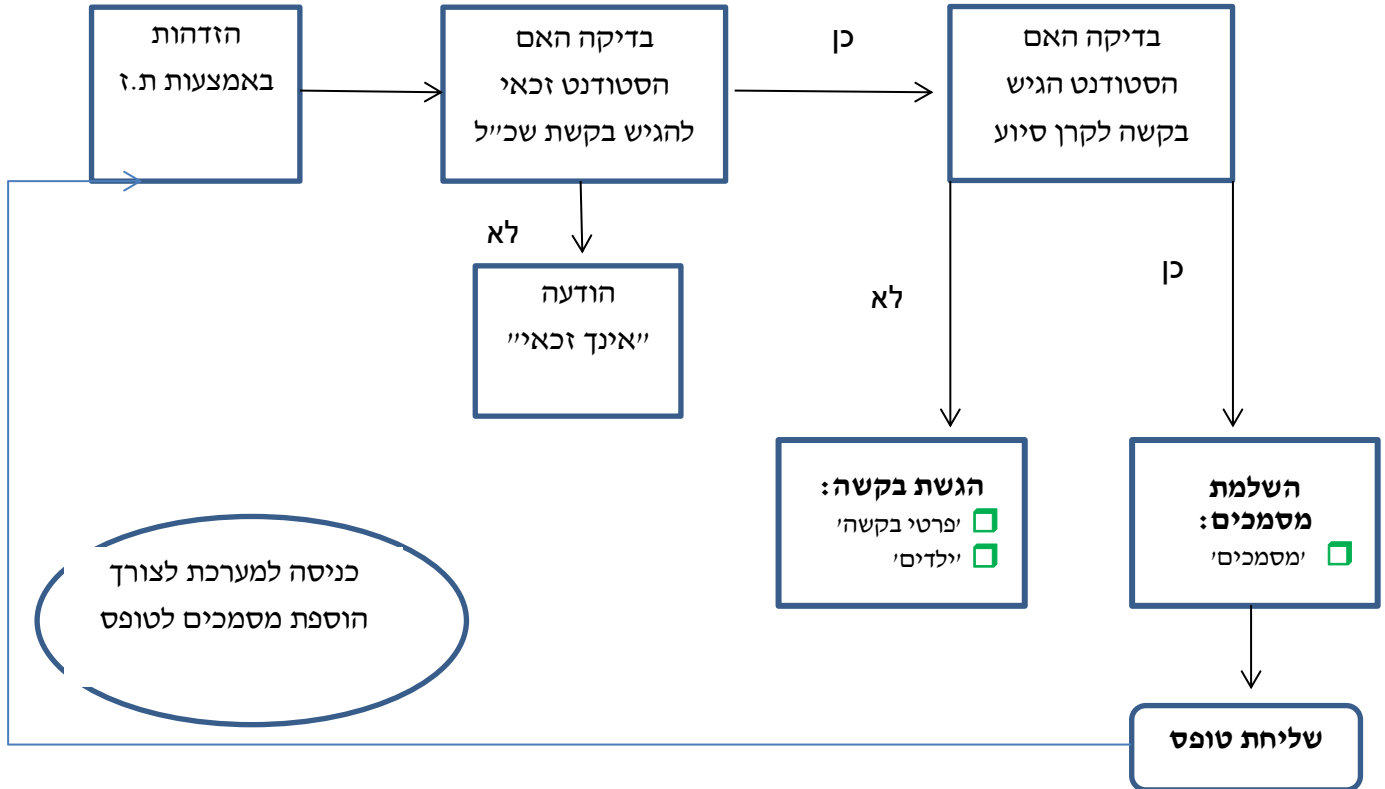 הזדהות
באמצעות ת.ז
בדיקה האם
הסטודנט זכאי
להגיש בקשת שכ״ל
כן
בדיקה האם
הסטודנט הגיש
בקשה לקרן סיוע
לא
הודעה
״אינך זכאי״
לא
כן
הגשת בקשה:
'פרטי בקשה'
'ילדים'
השלמת
מסמכים:
'מסמכים'
כניסה למערכת לצורך
הוספת מסמכים לטופס
שליחת טופס